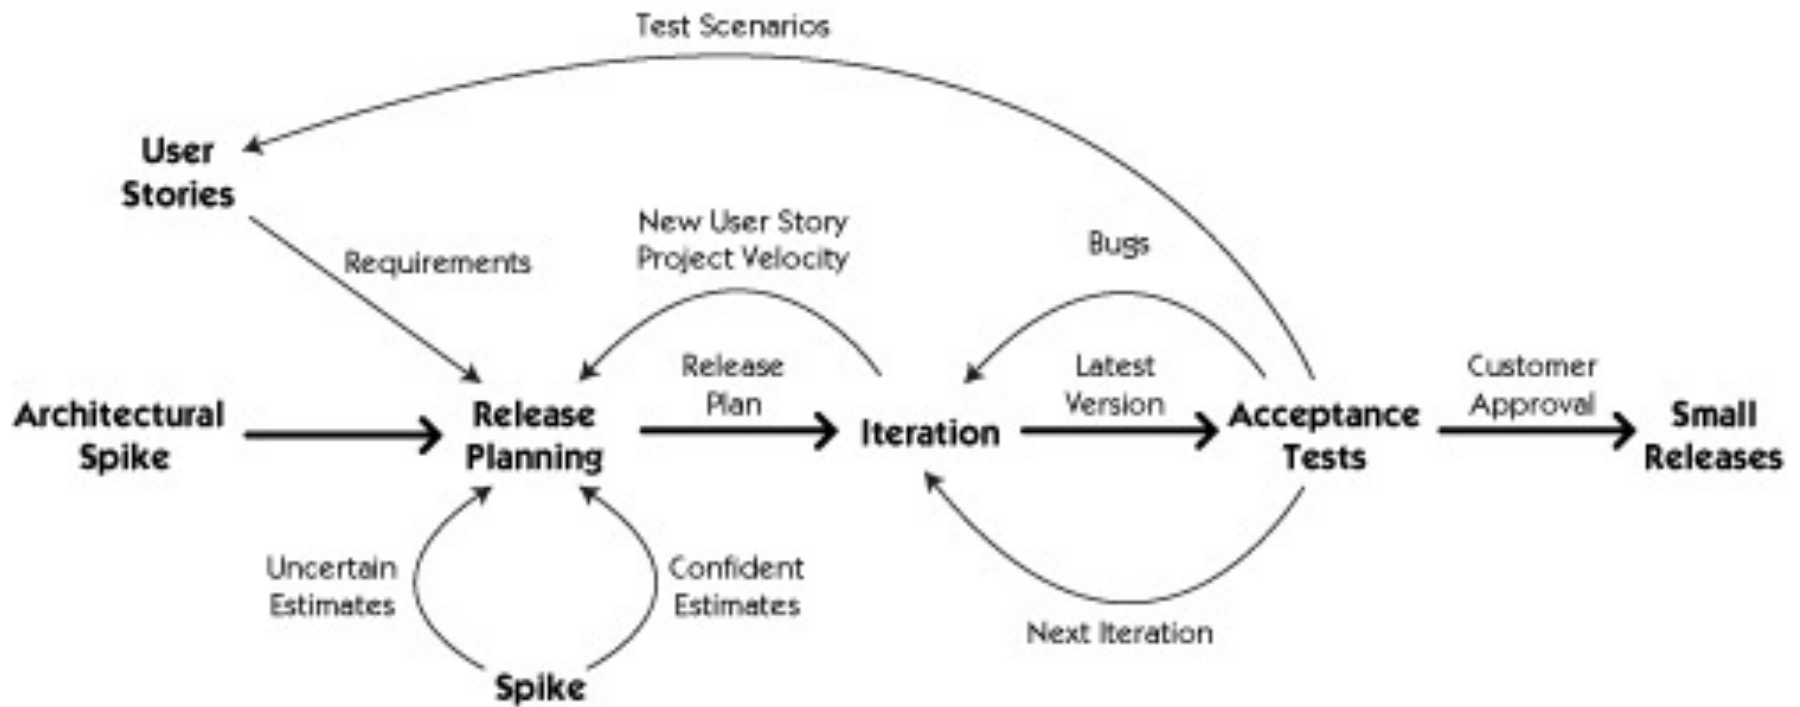 Test Scenarios
User
Stories
New User Story
Project Velocity
Bugs
Requirements
Release
Plan
Latest
Version
Customer
Approval
Architectural
Spike
Release
Planning
Iteration
Acceptance
Tests
Small
Releases
Uncertain
Estimates
Confident
Estimates
Next Iteration
Spike